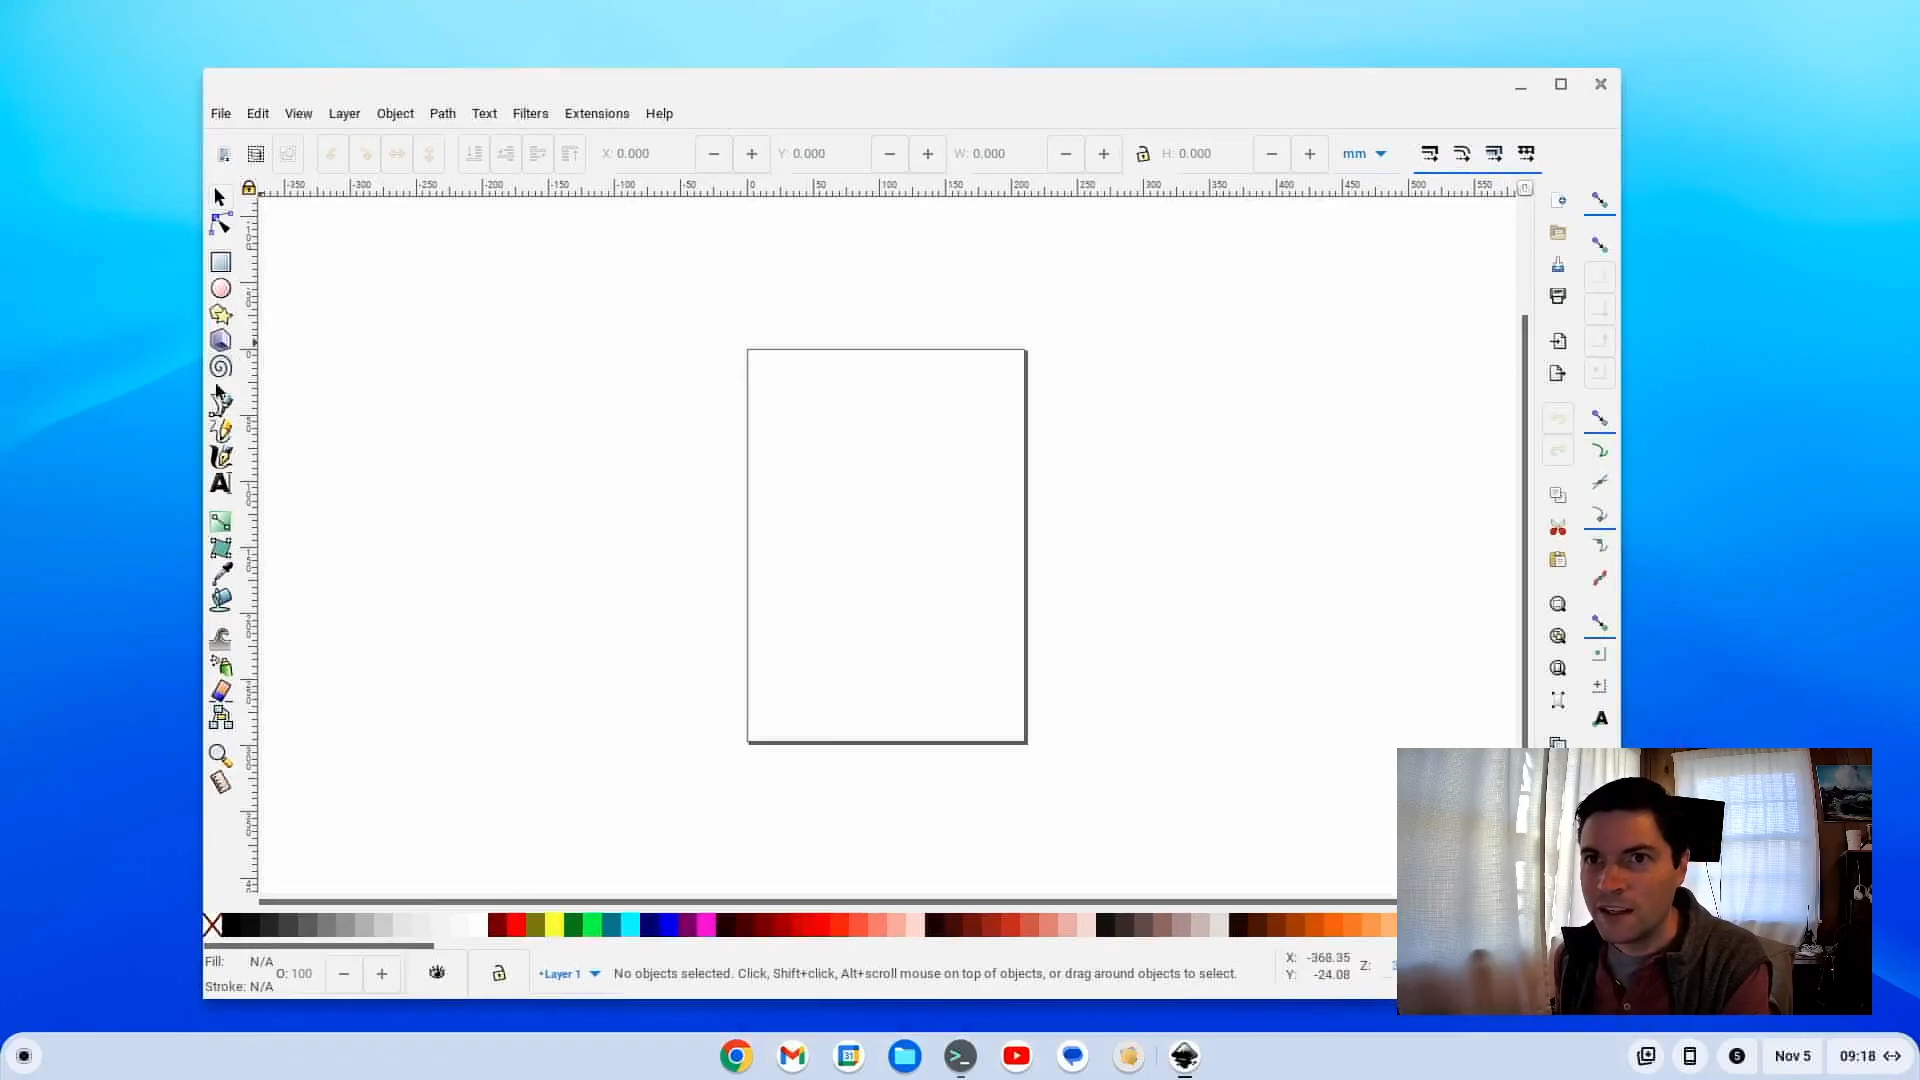 File Edit View Layer Object Path Text Filters Extensions Help
X: 0.000 Y: 0.000 W: 0.000 H: 0.000 mm
-350 -300 -250 -200 -150 -100 -50 0 50 100 150 200 250 300 350 400 450 500 550
Fill: N/A
O: 100
Stroke: N/A
•Layer 1
No objects selected. Click, Shift+click, Alt+scroll mouse on top of objects, or drag around objects to select.
X: -368.35
Y: -24.08
Z:
31
5
Nov 5
09:18